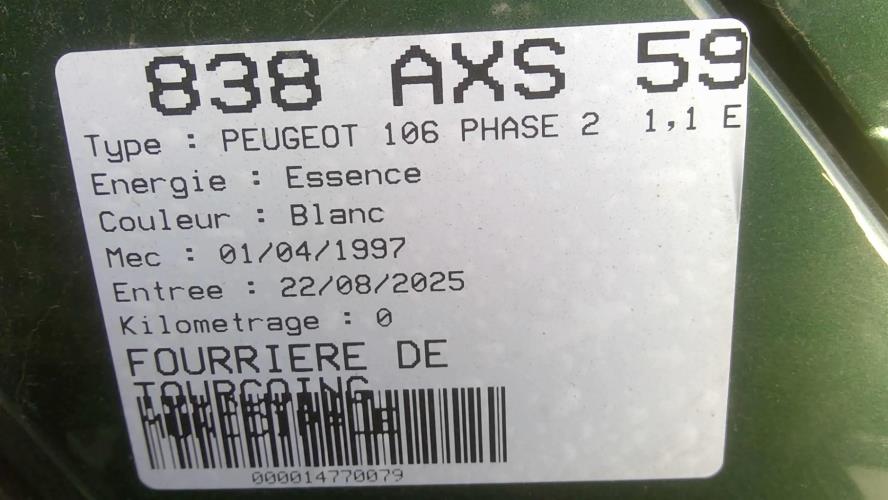 838 AXS 59
Type : PEUGEOT 106 PHASE 2 1,1 E
Energie : Essence
Couleur : Blanc
Mec : 01/04/1997
Entree : 22/08/2025
Kilometrage : 0
FOURRIERE DE
TOURCOING
000014770079